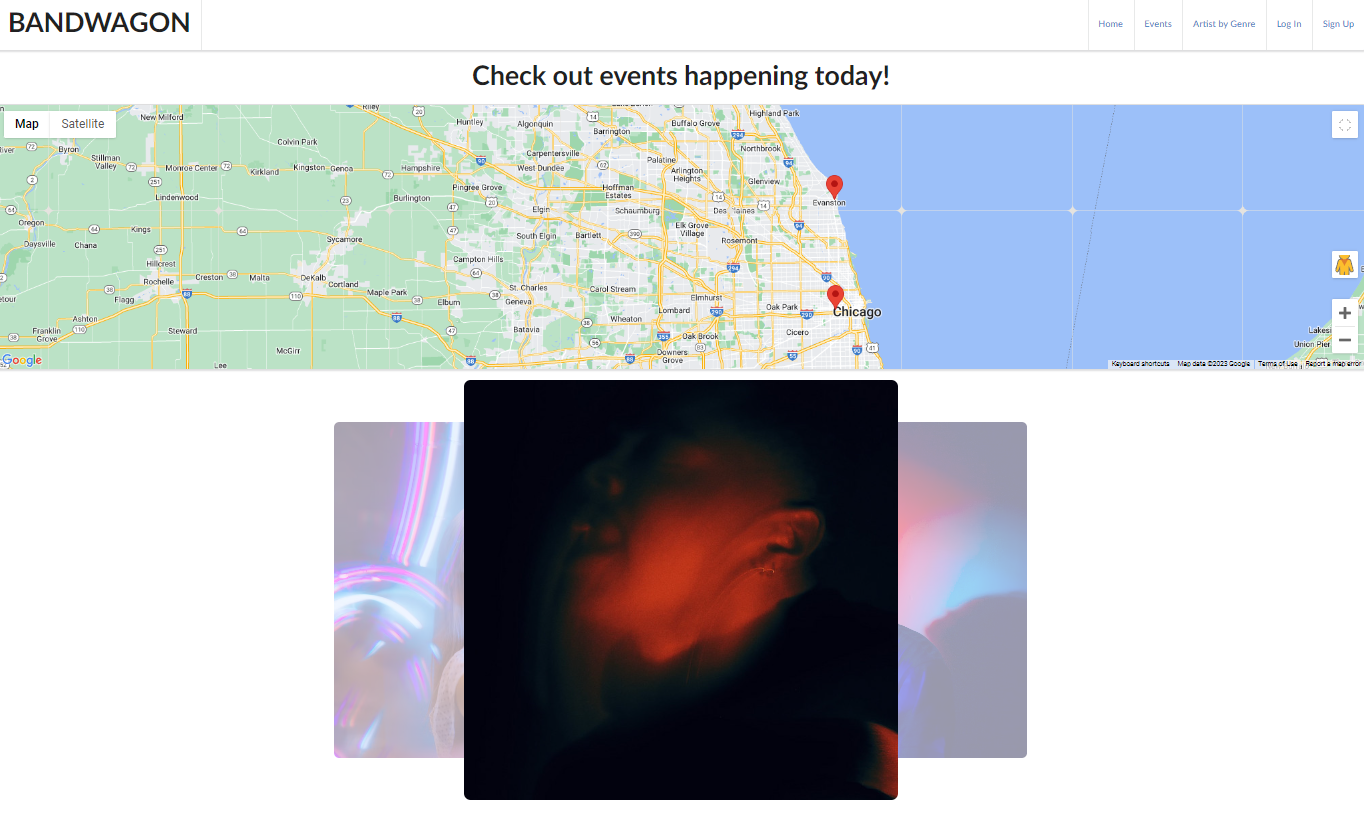 BANDWAGON
Home
Events
Artist by Genre
Log In
Sign Up
Check out events happening today!
Map
Satellite
Riley
New Milford
Huntley
Algonquin
Barrington
Buffalo Grove
Highland Park
Byron
Stillman
Valley
Colvin Park
Carpentersville
Palatine
Northbrook
Monroe Center
Kirkland
Kingston
Genoa
Hampshire
West Dundee
Arlington
Heights
Glenview
Lindenwood
Burlington
Pingree Grove
Hoffman
Estates
Evanston
Oregon
Elgin
Schaumburg
Des Plaines
Kings
Sycamore
South Elgin
Bartlett
Elk Grove
Village
Rosemont
Daysville
Chana
Hillcrest
Campton Hills
Rochelle
Creston
Malta
DeKalb
Cortland
Maple Park
Elburn
St. Charles
Geneva
Carol Stream
Elmhurst
Oak Park
Flagg
Lombard
Chicago
Ashton
Franklin
Grove
Steward
Batavia
Wheaton
Oak Brook
Cicero
McGirr
Downers
Grove
Lee
Union Pier
Google
Keyboard shortcuts
Map data ©2023 Google
Terms of Use
Report a map error